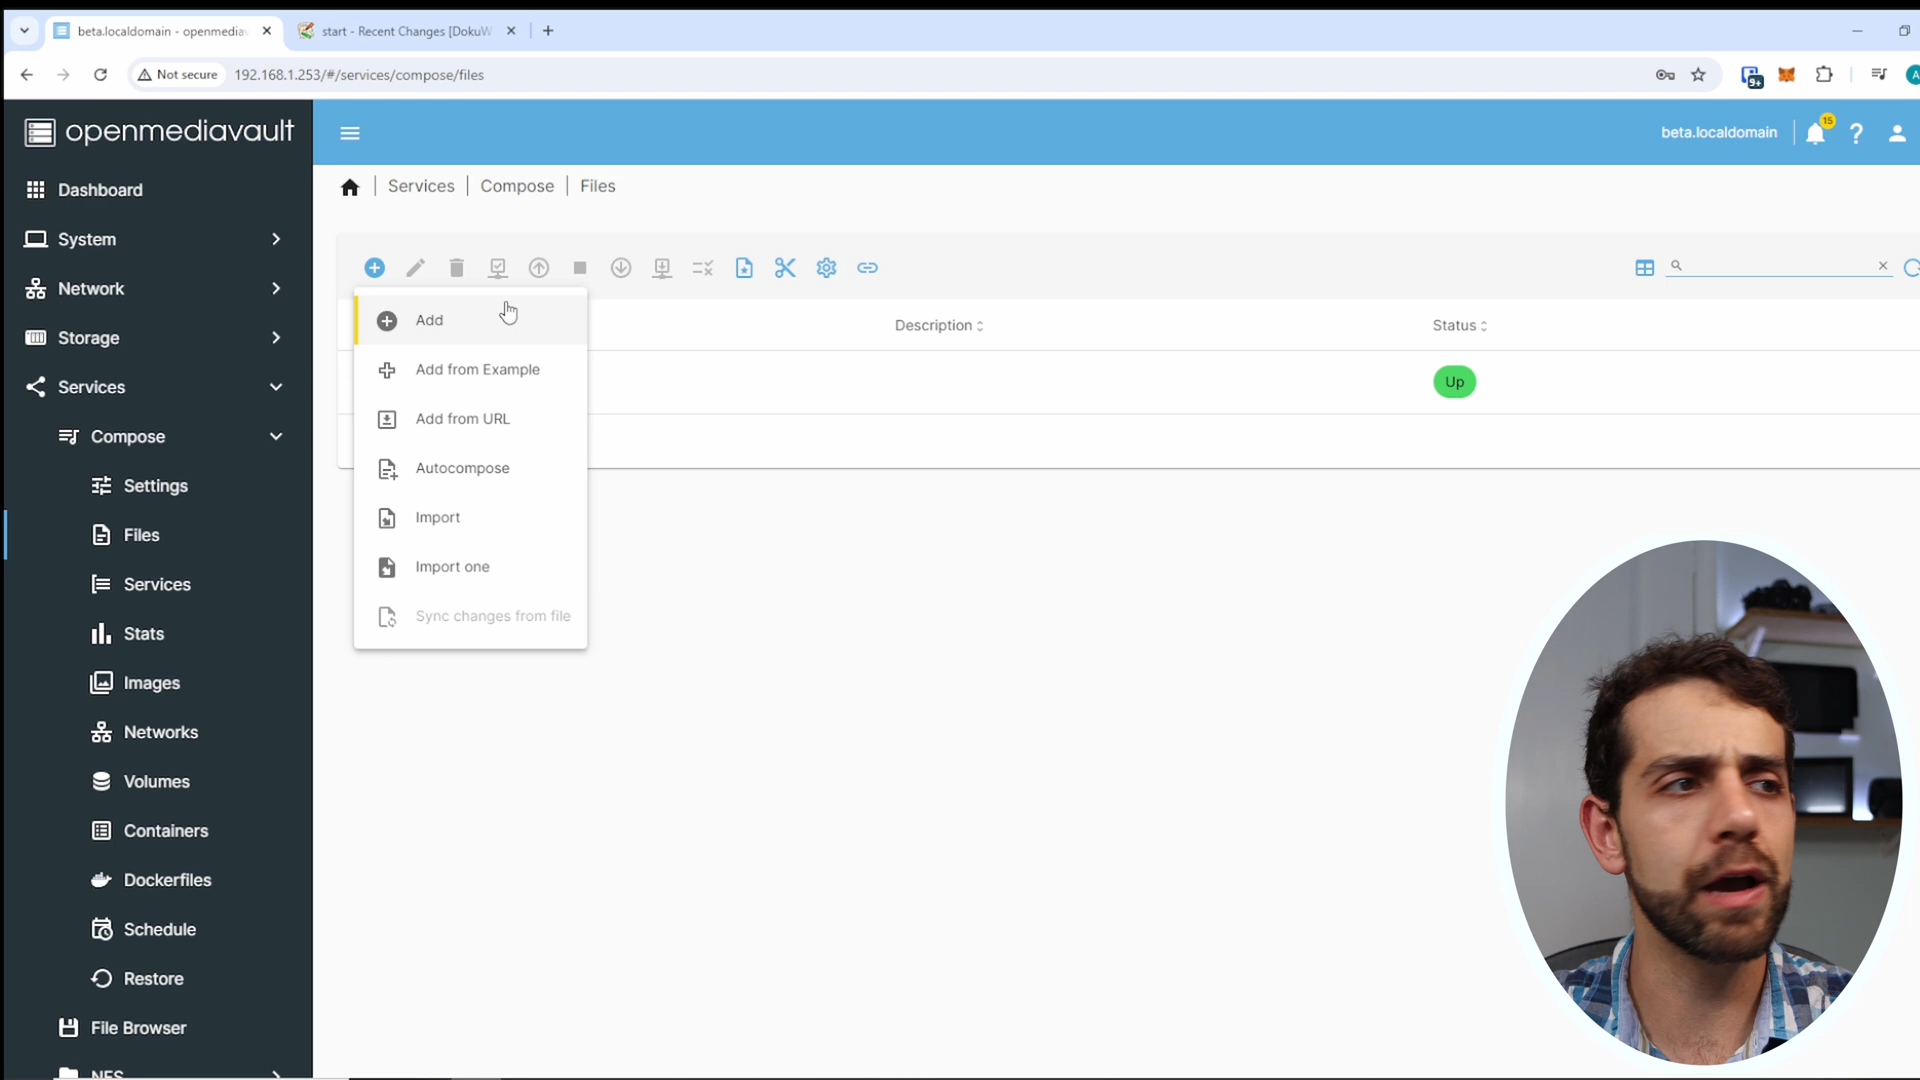 beta.localdomain - openmedia
start - Recent Changes [DokuW
Not secure
192.168.1.253/#/services/compose/files
9+
A
openmediavault
beta.localdomain
15
Dashboard
System
Network
Storage
Services
Compose
Settings
Files
Services
Stats
Images
Networks
Volumes
Containers
Dockerfiles
Schedule
Restore
File Browser
NFS
Services | Compose | Files
Add
Add from Example
Add from URL
Autocompose
Import
Import one
Sync changes from file
Description
Status
Up